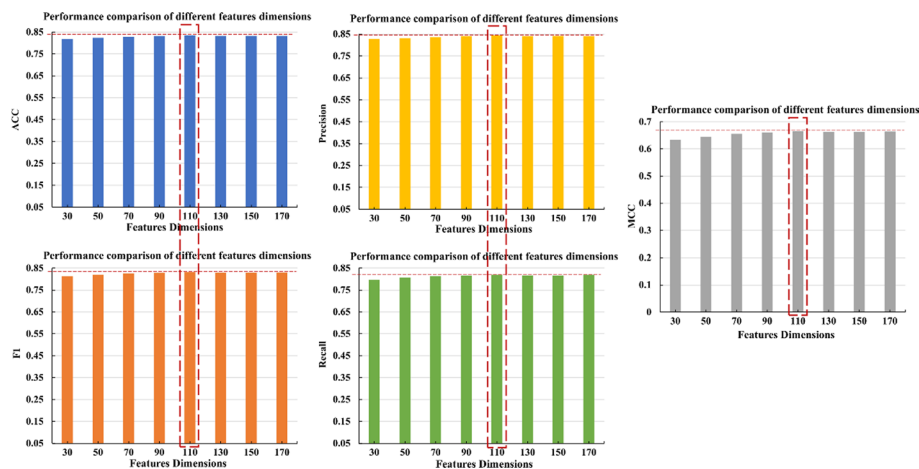 Performance comparison of different features dimensions
0.85
0.75
0.65
0.55
0.45
0.35
0.25
0.15
0.05
ACC
30 50 70 90 110 130 150 170
Features Dimensions
Performance comparison of different features dimensions
0.85
0.75
0.65
0.55
0.45
0.35
0.25
0.15
0.05
Precision
30 50 70 90 110 130 150 170
Features Dimensions
Performance comparison of different features dimensions
0.85
0.75
0.65
0.55
0.45
0.35
0.25
0.15
0.05
F1
30 50 70 90 110 130 150 170
Features Dimensions
Performance comparison of different features dimensions
0.85
0.75
0.65
0.55
0.45
0.35
0.25
0.15
0.05
Recall
30 50 70 90 110 130 150 170
Features Dimensions
Performance comparison of different features dimensions
0.7
0.6
0.5
0.4
0.3
0.2
0.1
0
MCC
30 50 70 90 110 130 150 170
Features Dimensions